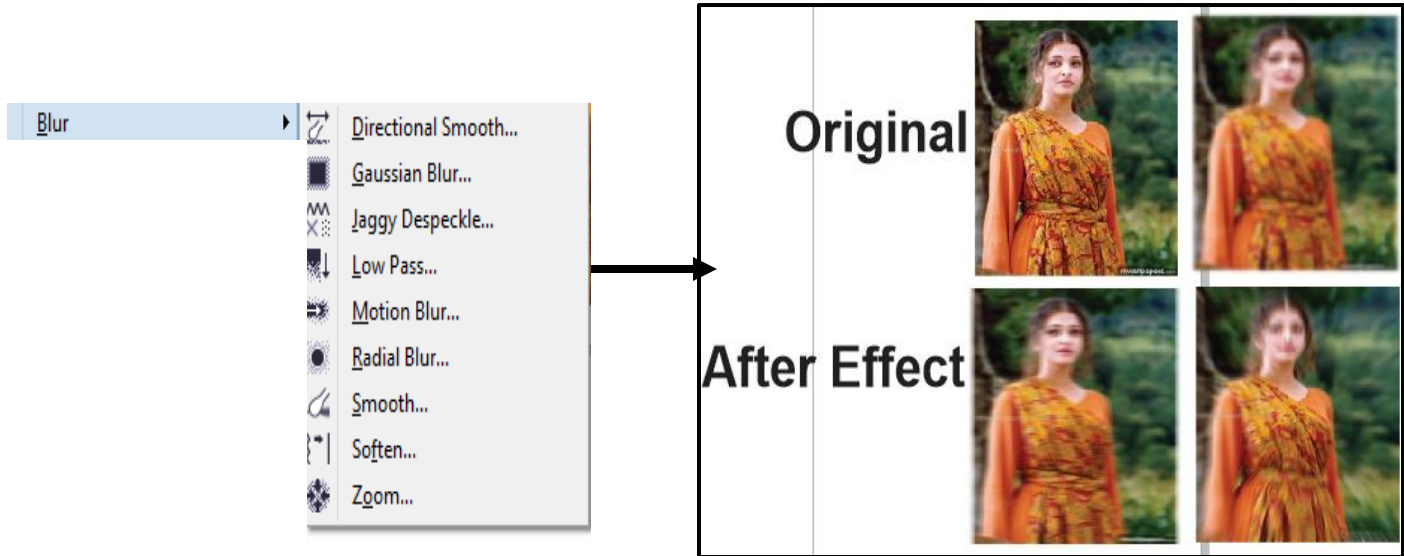 Blur
Directional Smooth...
Gaussian Blur...
Jaggy Despeckle...
Low Pass...
Motion Blur...
Radial Blur...
Smooth...
Soften...
Zoom...
Original
After Effect